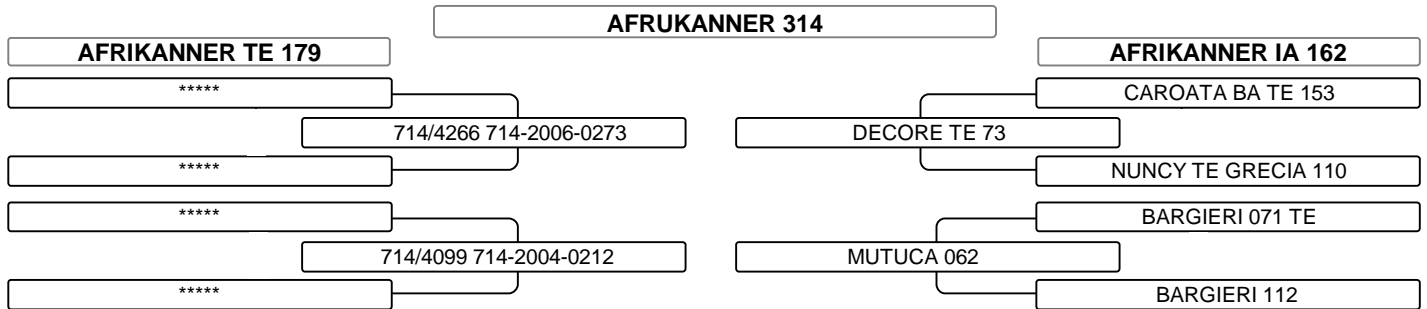 AFRUKANNER 314
AFRIKANNER TE 179
AFRIKANNER IA 162
*****
CAROATA BA TE 153
714/4266 714-2006-0273
DECORE TE 73
*****
NUNCY TE GRECIA 110
*****
BARGIERI 071 TE
714/4099 714-2004-0212
MUTUCA 062
*****
BARGIERI 112